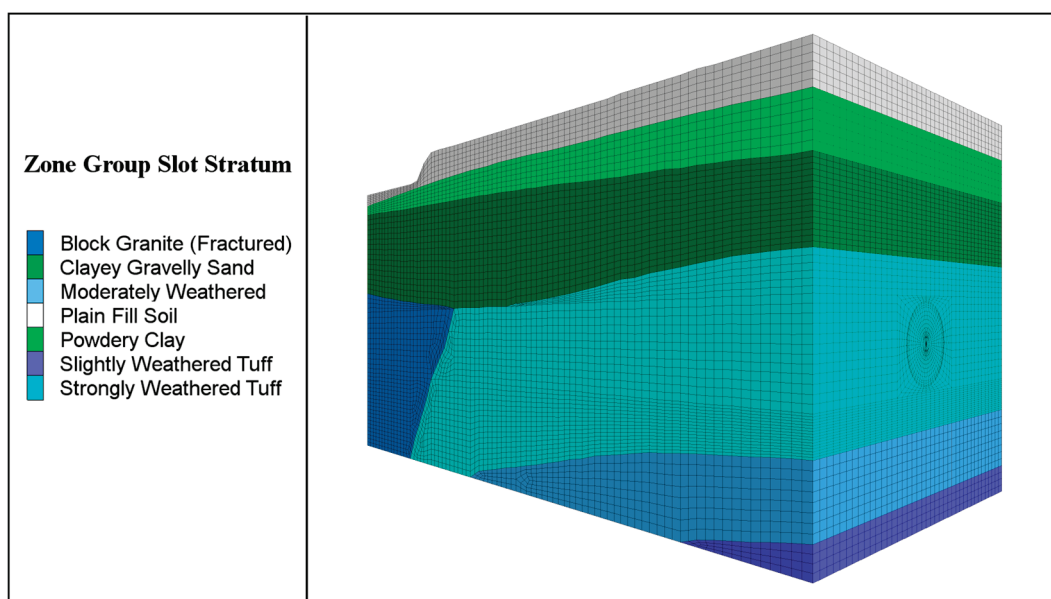 Zone Group Slot Stratum
Block Granite (Fractured)
Clayey Gravelly Sand
Moderately Weathered
Plain Fill Soil
Powdery Clay
Slightly Weathered Tuff
Strongly Weathered Tuff